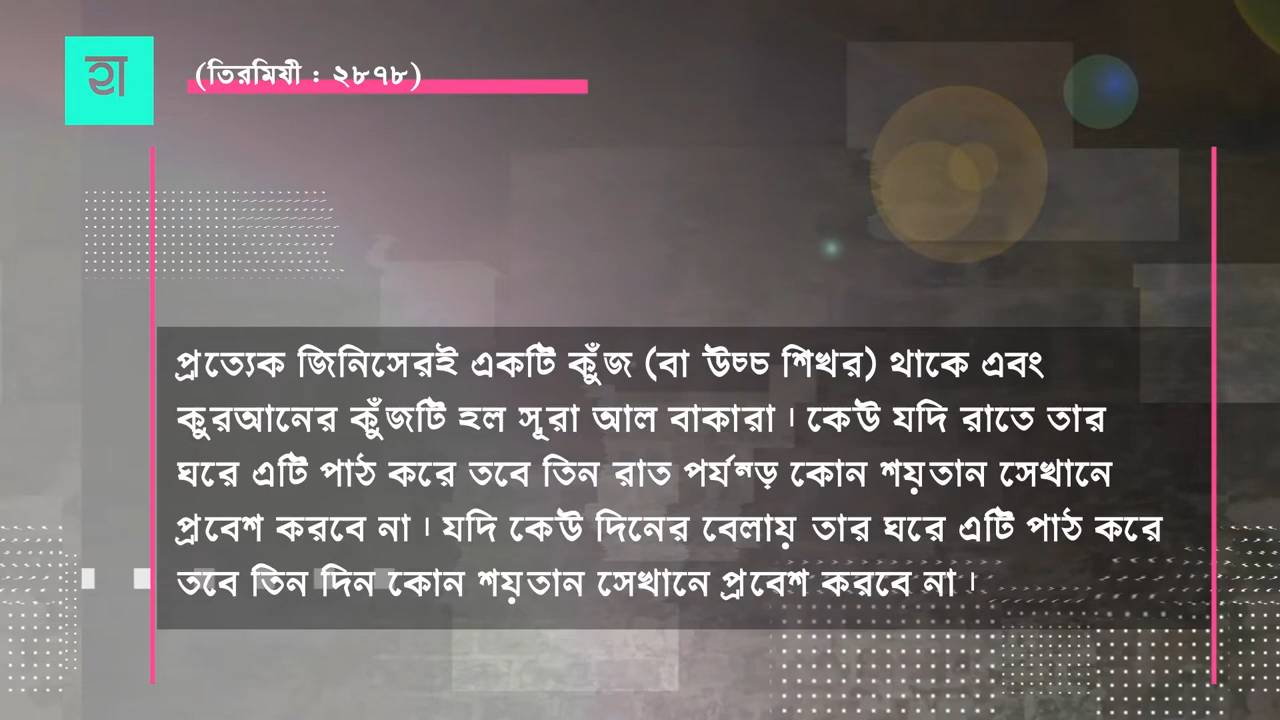 হা
(তিরমিযী : ২৮৭৮)
প্রত্যেক জিনিসেরই একটি কুঁজ (বা উচ্চ শিখর) থাকে এবং
কুরআনের কুঁজটি হল সূরা আল বাকারা। কেউ যদি রাতে তার
ঘরে এটি পাঠ করে তবে তিন রাত পর্যন্ড় কোন শয়তান সেখানে
প্রবেশ করবে না। যদি কেউ দিনের বেলায় তার ঘরে এটি পাঠ করে
তবে তিন দিন কোন শয়তান সেখানে প্রবেশ করবে না।